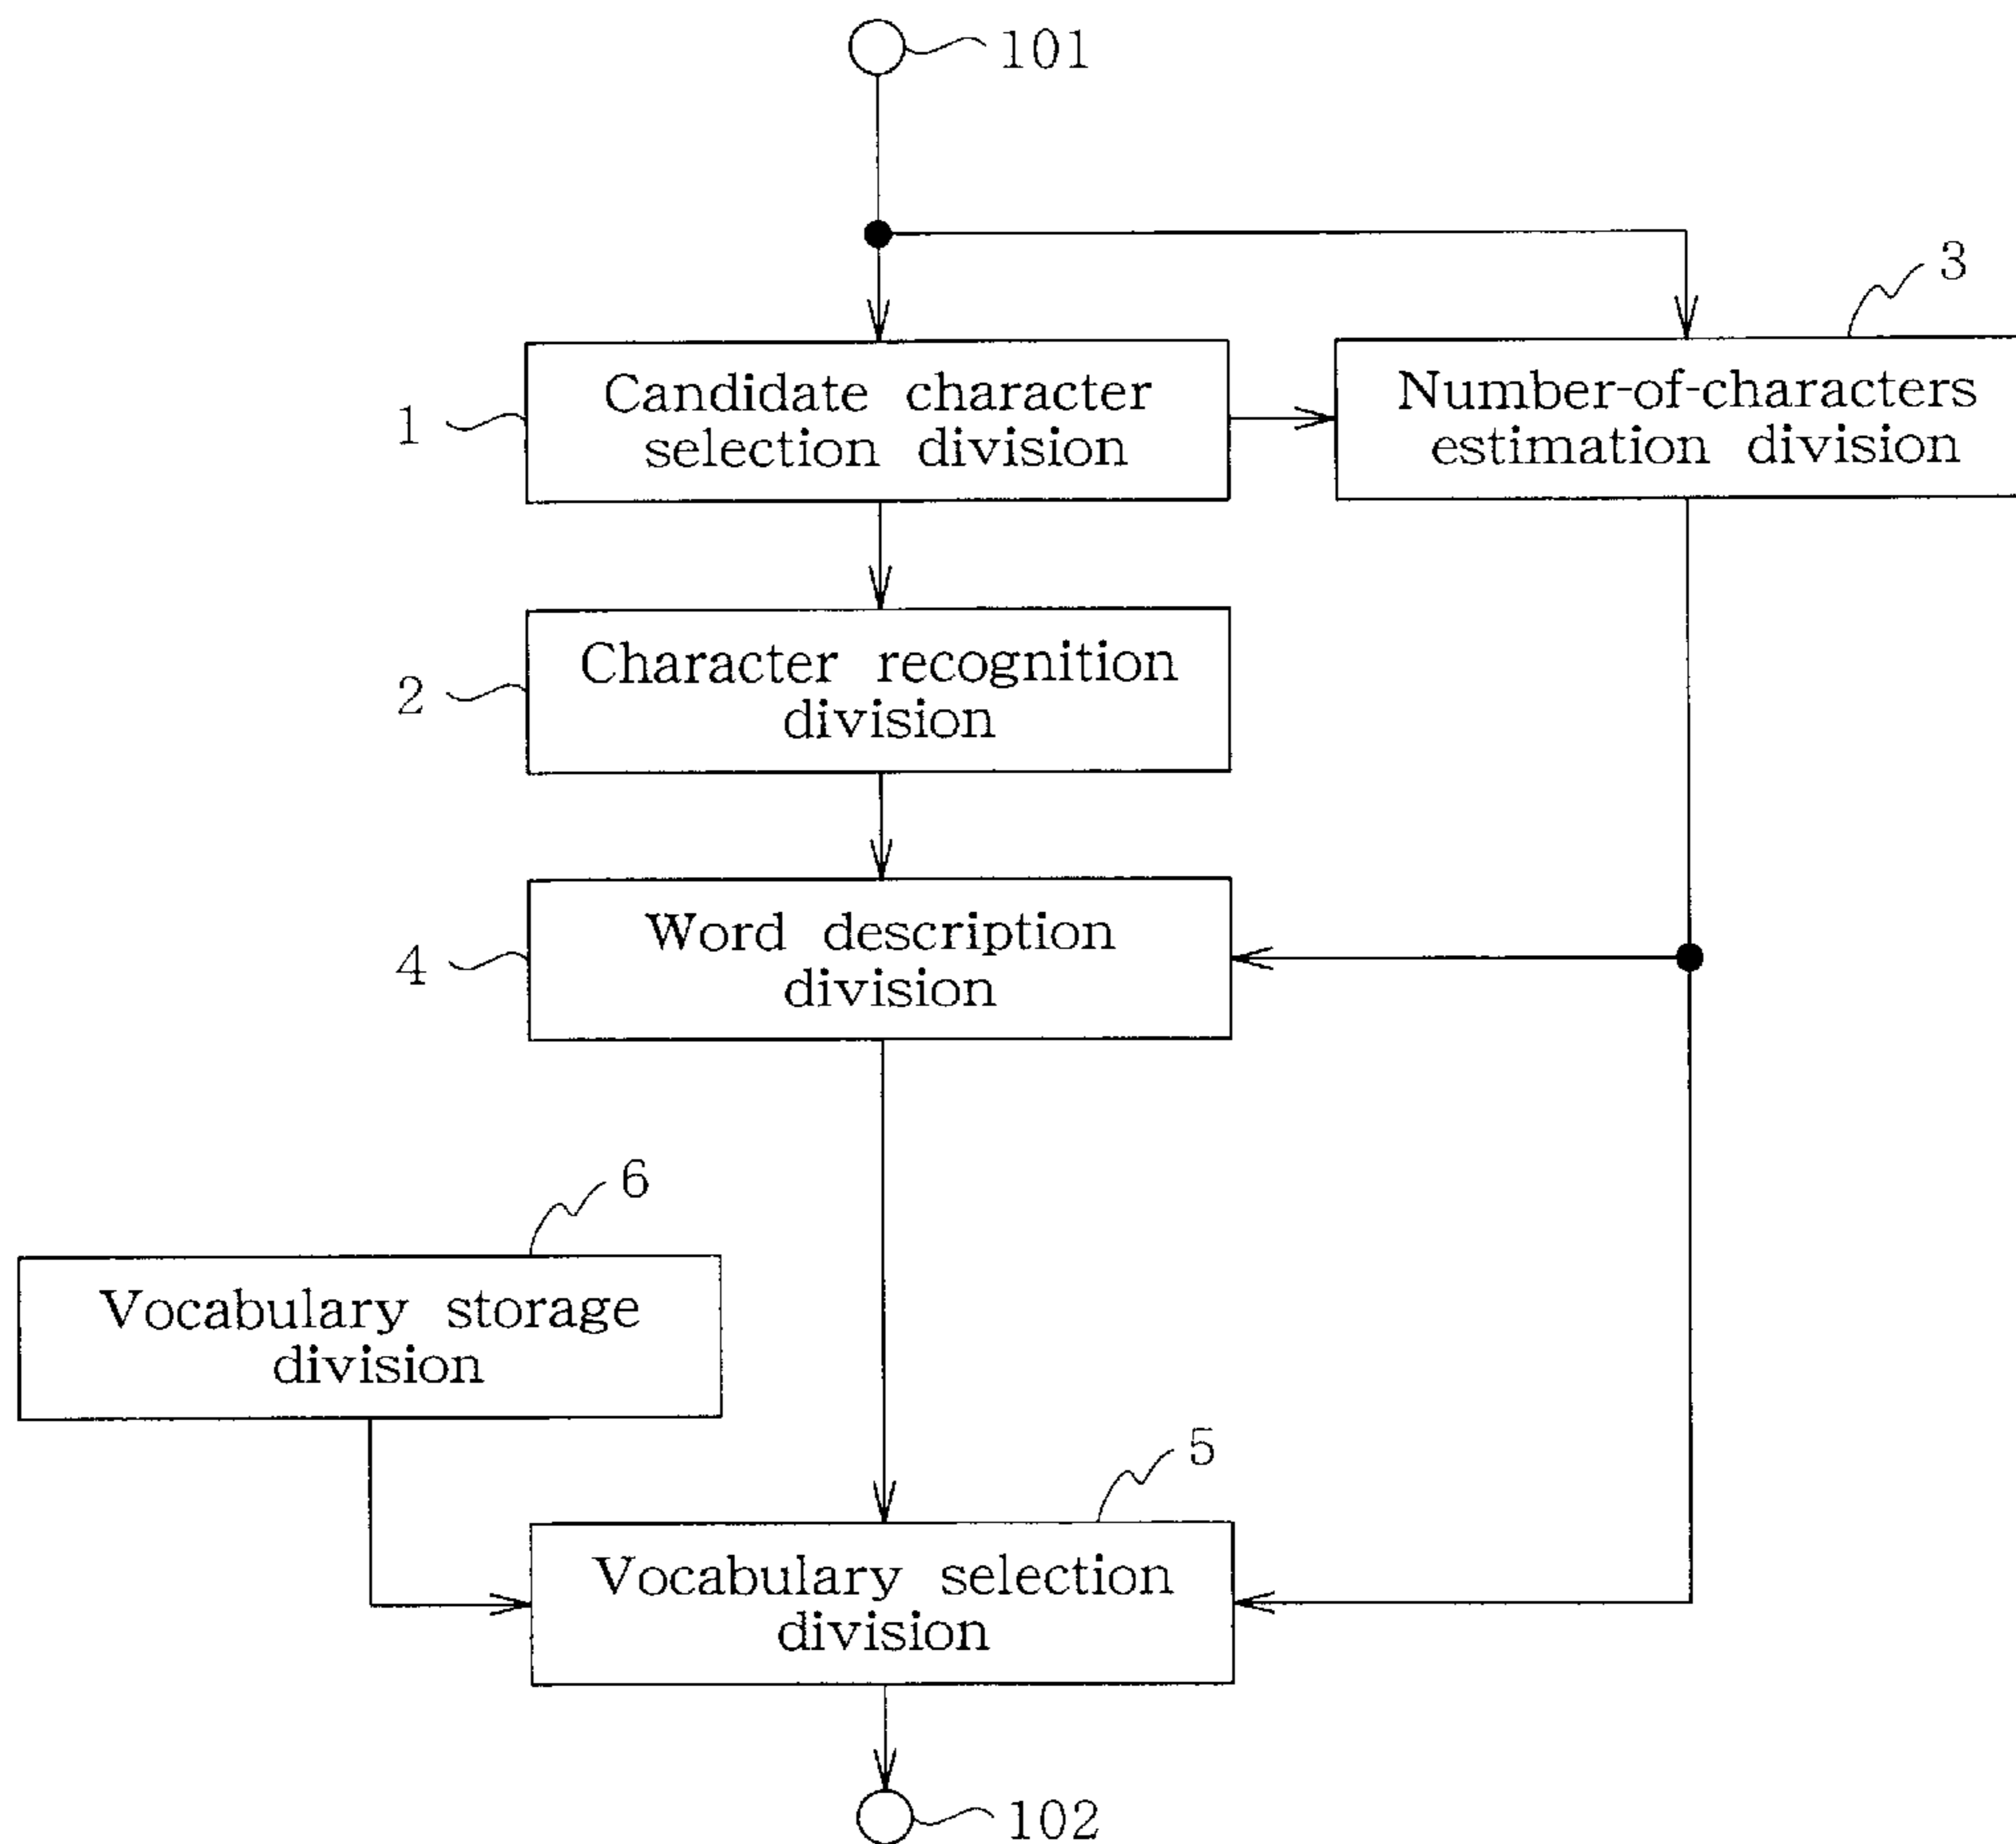 101
3
Candidate character
selection division
1
Number-of-characters
estimation division
Character recognition
division
2
Word description
division
4
6
Vocabulary storage
division
5
Vocabulary selection
division
102